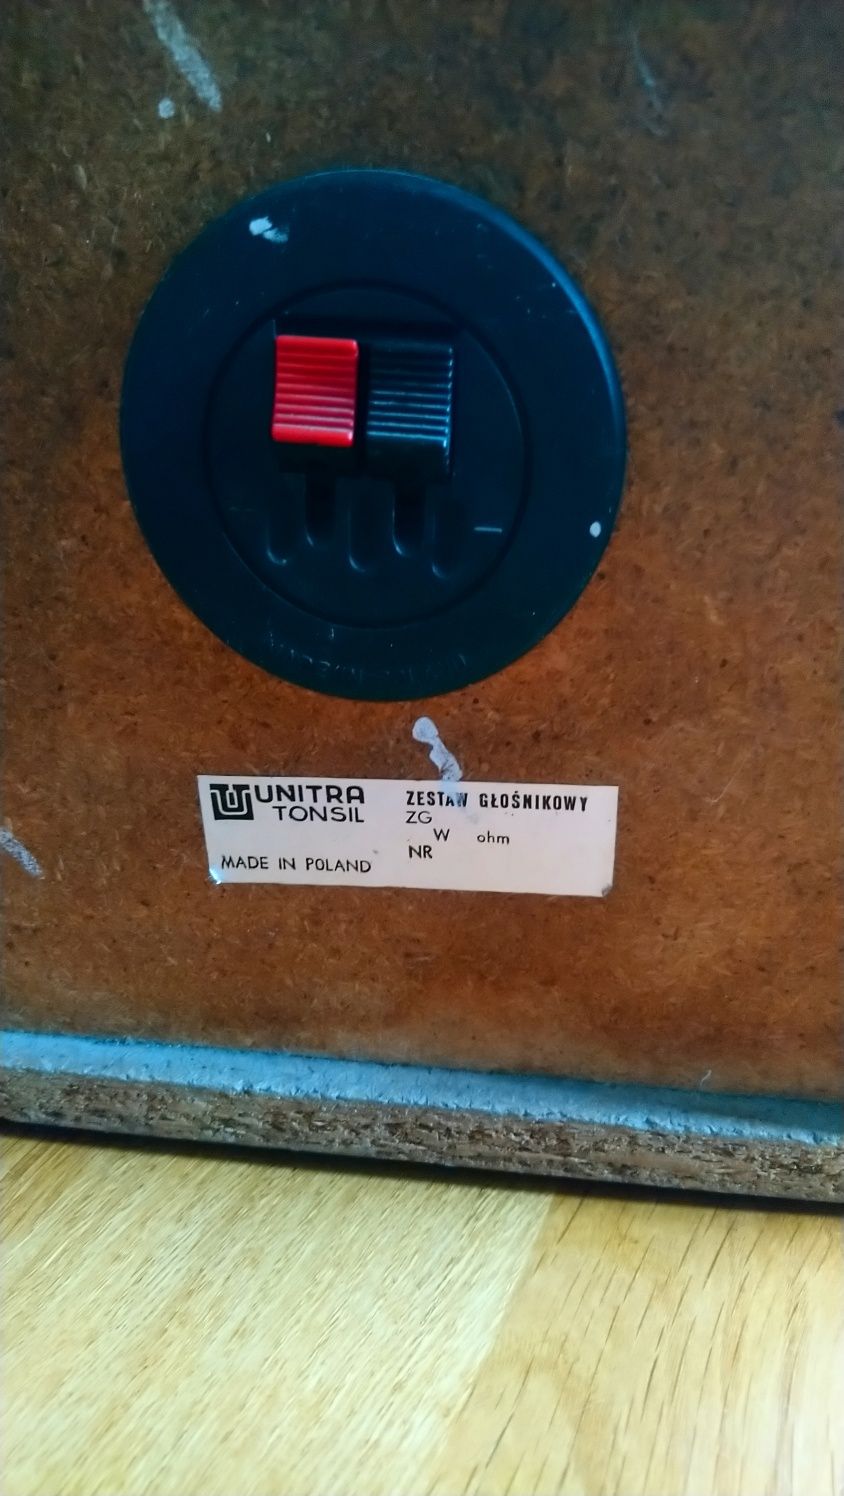 UNITRA
TONSIL
MADE IN POLAND
ZESTAW GŁOŚNIKOWY
ZG
W ohm
NR